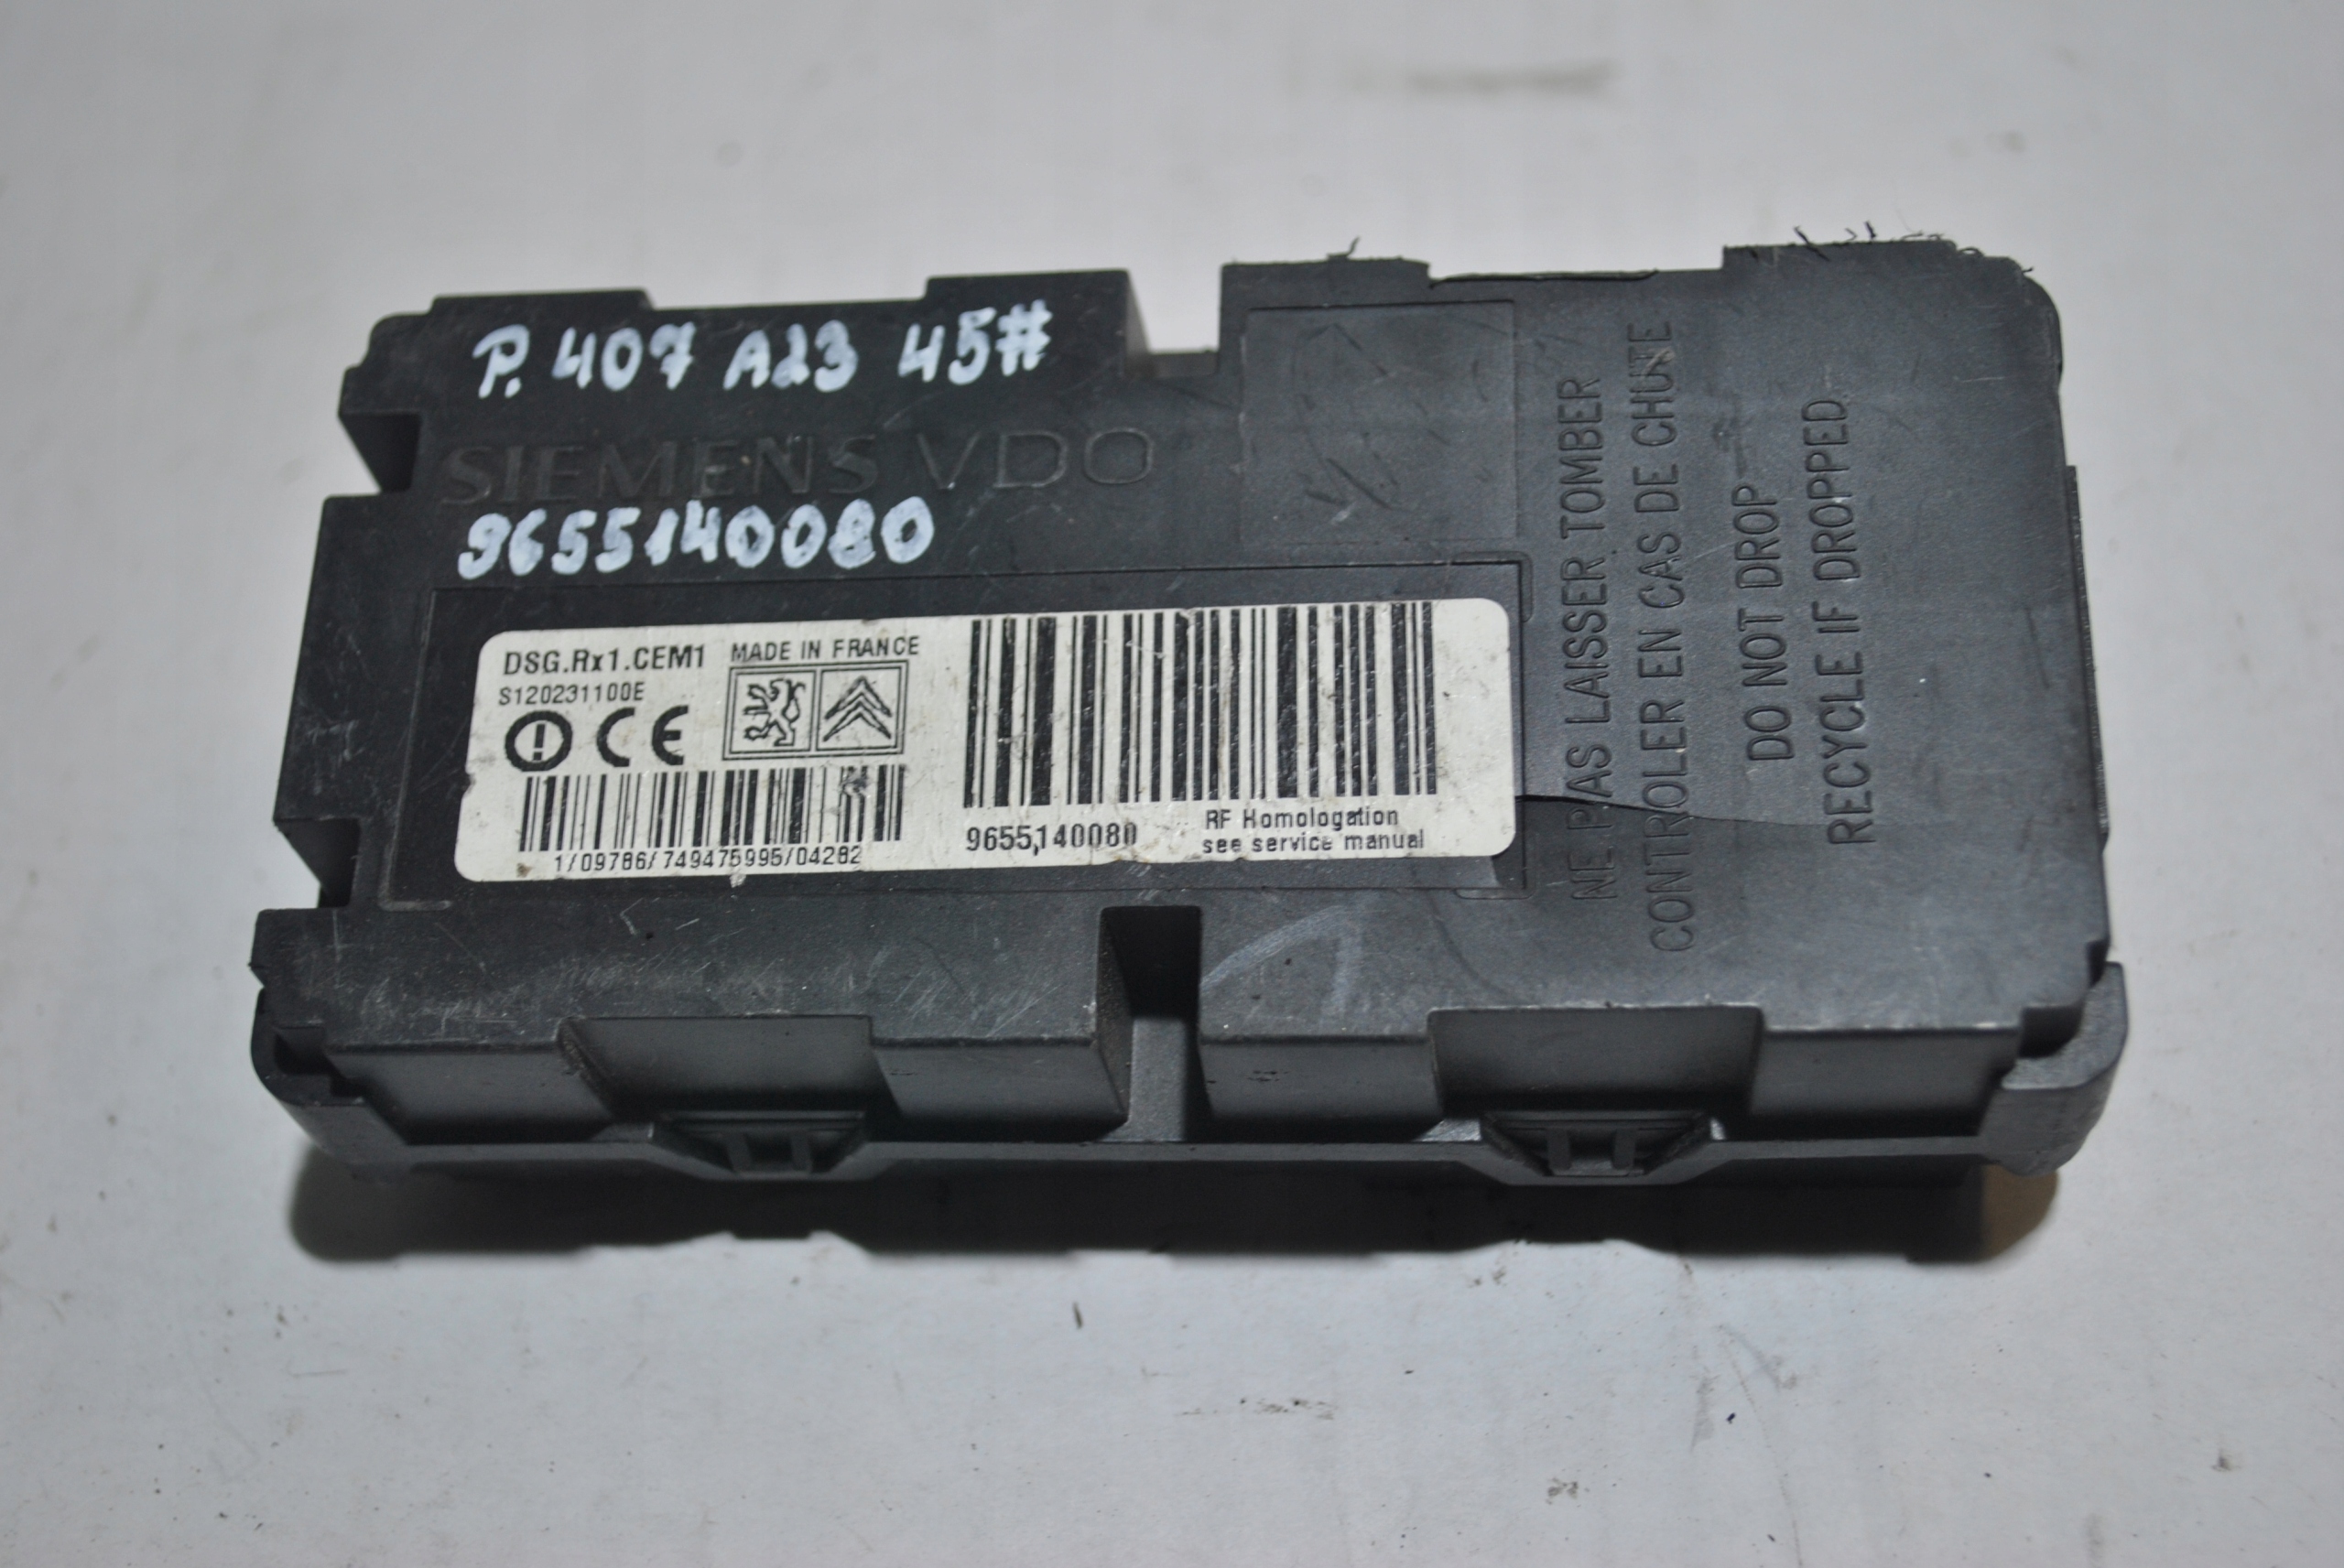 P. 407 A23 45#
SIEMENS VDO
9655140080
DSG.Rx1.CEM1
S120231100E
MADE IN FRANCE
CE
1/09786/749475995/04282
9655140080
RF Homologation
see service manual
NE PAS LAISSER TOMBER
CONTROLER EN CAS DE CHUTE
DO NOT DROP
RECYCLE IF DROPPED